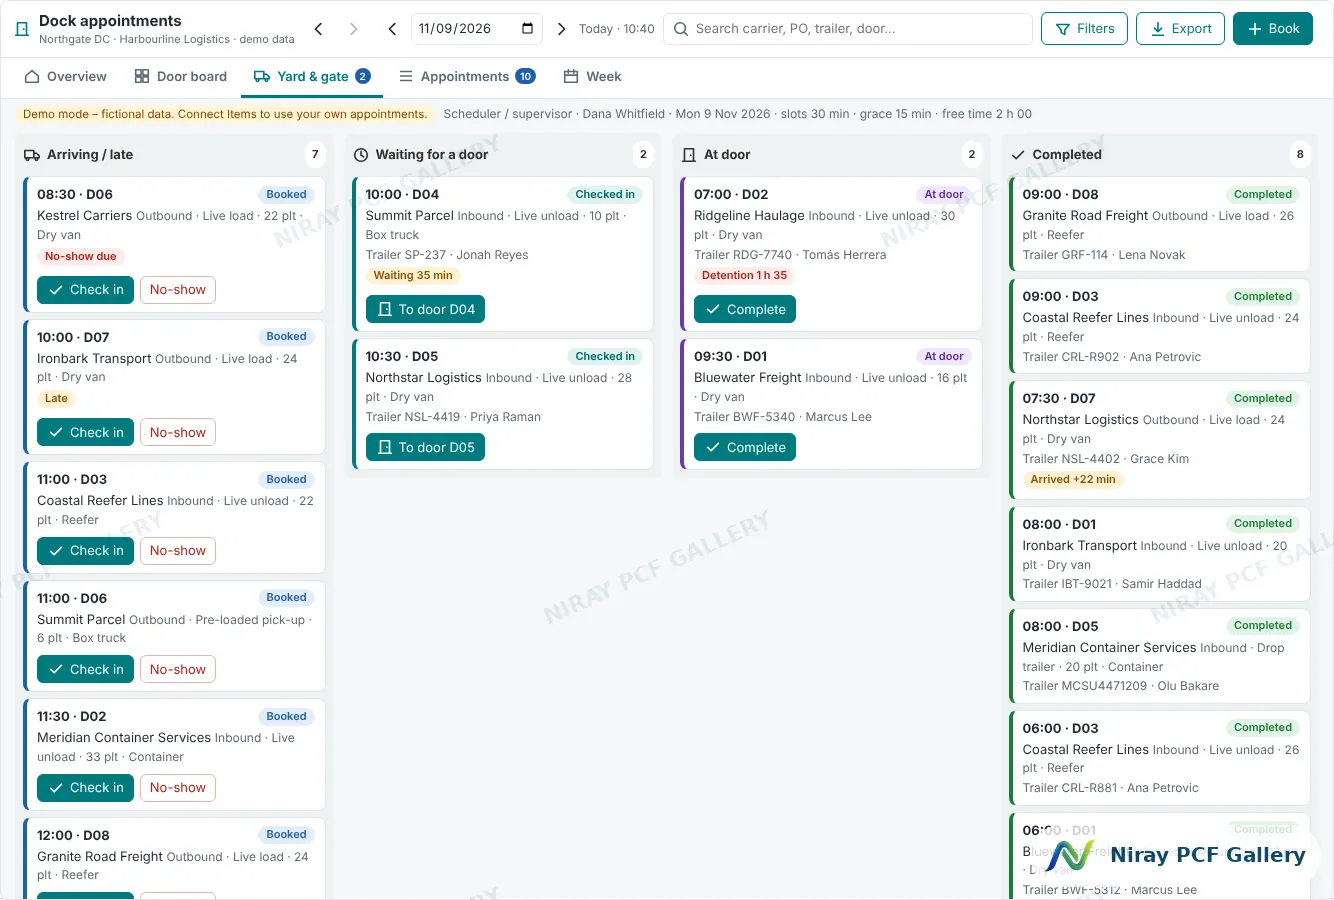 Dock appointments
Northgate DC · Harbourline Logistics · demo data
11/09/2026
Today · 10:40
Search carrier, PO, trailer, door...
Filters
Export
Book
Overview
Door board
Yard & gate 2
Appointments 10
Week
Demo mode – fictional data. Connect Items to use your own appointments.
Scheduler / supervisor · Dana Whitfield · Mon 9 Nov 2026 · slots 30 min · grace 15 min · free time 2 h 00
Arriving / late 7
08:30 · D06 Booked
Kestrel Carriers Outbound · Live load · 22 plt ·
Dry van
No-show due
Check in No-show
10:00 · D07 Booked
Ironbark Transport Outbound · Live load · 24
plt · Dry van
Late
Check in No-show
11:00 · D03 Booked
Coastal Reefer Lines Inbound · Live unload · 22
plt · Reefer
Check in No-show
11:00 · D06 Booked
Summit Parcel Outbound · Pre-loaded pick-up ·
6 plt · Box truck
Check in No-show
11:30 · D02 Booked
Meridian Container Services Inbound · Live
unload · 33 plt · Container
Check in No-show
12:00 · D08 Booked
Granite Road Freight Outbound · Live load · 24
plt · Reefer
Waiting for a door 2
10:00 · D04 Checked in
Summit Parcel Inbound · Live unload · 10 plt ·
Box truck
Trailer SP-237 · Jonah Reyes
Waiting 35 min
To door D04
10:30 · D05 Checked in
Northstar Logistics Inbound · Live unload · 28
plt · Dry van
Trailer NSL-4419 · Priya Raman
To door D05
At door 2
07:00 · D02 At door
Ridgeline Haulage Inbound · Live unload · 30
plt · Dry van
Trailer RDG-7740 · Tomás Herrera
Detention 1 h 35
Complete
09:30 · D01 At door
Bluewater Freight Inbound · Live unload · 16 plt
· Dry van
Trailer BWF-5340 · Marcus Lee
Complete
Completed 8
09:00 · D08 Completed
Granite Road Freight Outbound · Live load · 26
plt · Reefer
Trailer GRF-114 · Lena Novak
09:00 · D03 Completed
Coastal Reefer Lines Inbound · Live unload · 24
plt · Reefer
Trailer CRL-R902 · Ana Petrovic
07:30 · D07 Completed
Northstar Logistics Outbound · Live load · 24
plt · Dry van
Trailer NSL-4402 · Grace Kim
Arrived +22 min
08:00 · D01 Completed
Ironbark Transport Inbound · Live unload · 20
plt · Dry van
Trailer IBT-9021 · Samir Haddad
08:00 · D05 Completed
Meridian Container Services Inbound · Drop
trailer · 20 plt · Container
Trailer MCSU4471209 · Olu Bakare
06:00 · D03 Completed
Coastal Reefer Lines Inbound · Live unload · 26
plt · Reefer
Trailer CRL-R881 · Ana Petrovic
06:00 · D01 Completed
Trailer BWF-5312 · Marcus Lee
Niray PCF Gallery
NIRAY PCF GALLERY